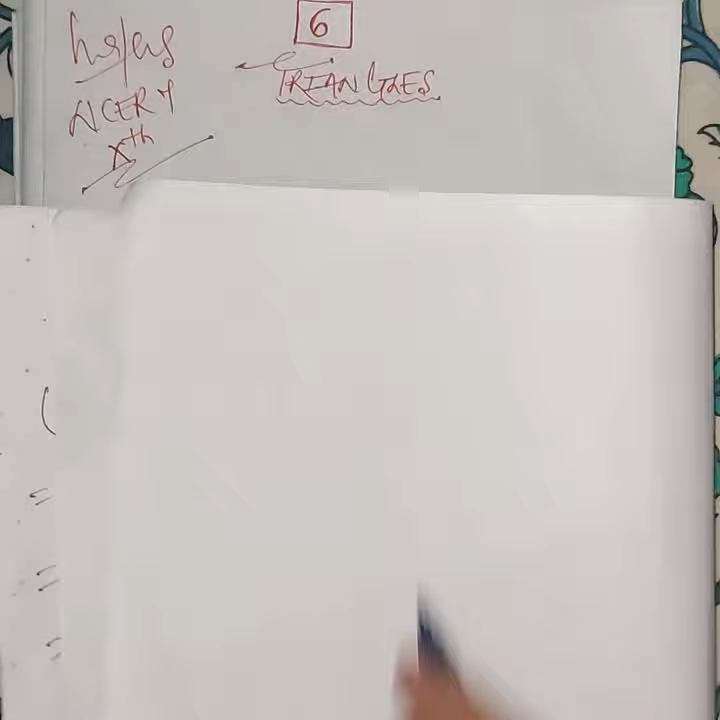 6
TRIANGLES
NCERT
Xth
(
=
=
=